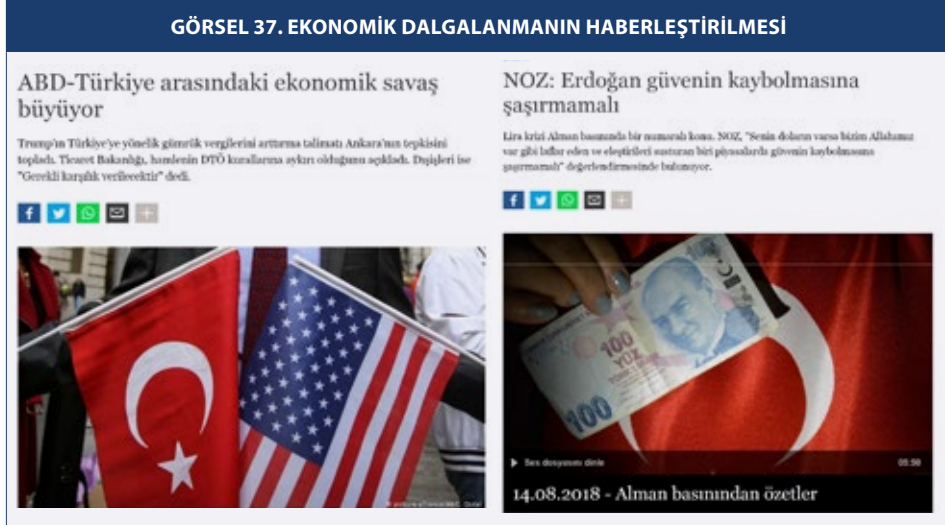 GÖRSEL 37. EKONOMİK DALGALANMANIN HABERLEŞTİRİLMESİ
ABD-Türkiye arasındaki ekonomik savaş
büyüyor
Trump'ın Türkiye'ye yönelik gümrük vergilerini arttırma talimatı Ankara'nın tepkisini
topladı. Ticaret Bakanlığı, hamlenin DTÖ kurallarına aykırı olduğunu açıkladı. Dışişleri ise
"Gerekli karşılık verilecektir" dedi.
NOZ: Erdoğan güvenin kaybolmasına
şaşırmamalı
Lira krizi Alman basınında bir numaralı konu. NOZ, "Senin doların varsa bizim Allahımız
var gibi laflar eden ve eleştirileri susturan biri piyasalarda güvenin kaybolmasına
şaşırmamalı" değerlendirmesinde bulunuyor.
100
100
YÜZ
100
Ses dosyasını dinle
05:50
14.08.2018 - Alman basınından özetler